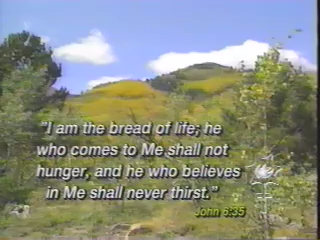 "I am the bread of life; he
who comes to Me shall not
hunger, and he who believes
in Me shall never thirst."
John 6:35